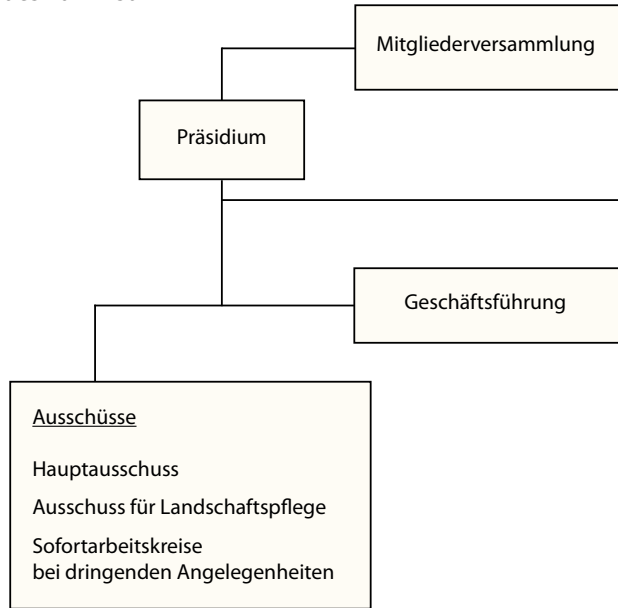 Mitgliederversammlung
Präsidium
Geschäftsführung
Ausschüsse
Hauptausschuss
Ausschuss für Landschaftspflege
Sofortarbeitskreise
bei dringenden Angelegenheiten